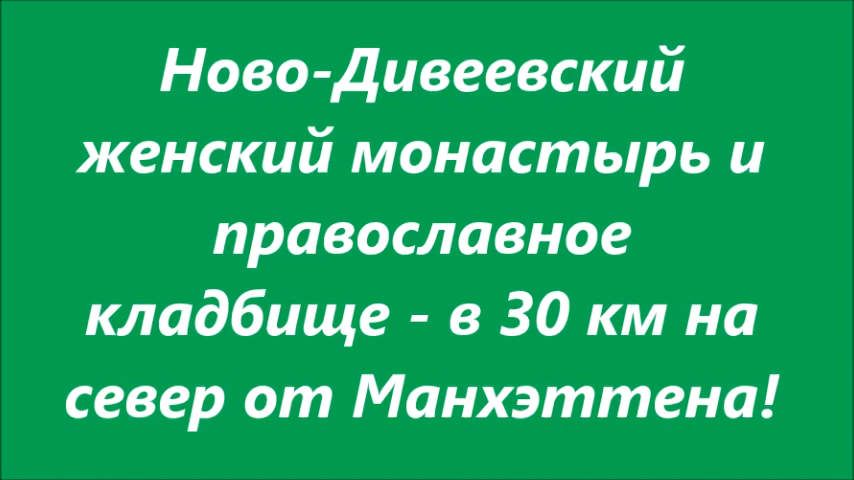 Ново-Дивеевский
женский монастырь и
православное
кладбище - в 30 км на
север от Манхэттена!